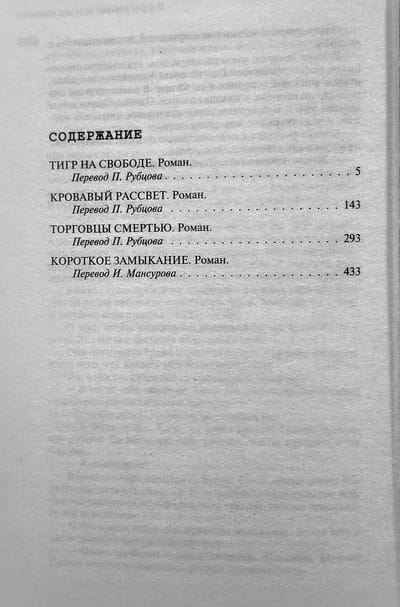 СОДЕРЖАНИЕ
ТИГР НА СВОБОДЕ. Роман.
Перевод П. Рубцова . . . . . . . . . . . . . . . . . . . . . . 5
КРОВАВЫЙ РАССВЕТ. Роман.
Перевод П. Рубцова . . . . . . . . . . . . . . . . . . . . . 143
ТОРГОВЦЫ СМЕРТЬЮ. Роман.
Перевод П. Рубцова . . . . . . . . . . . . . . . . . . . . . 293
КОРОТКОЕ ЗАМЫКАНИЕ. Роман.
Перевод И. Мансурова . . . . . . . . . . . . . . . . . . . 433